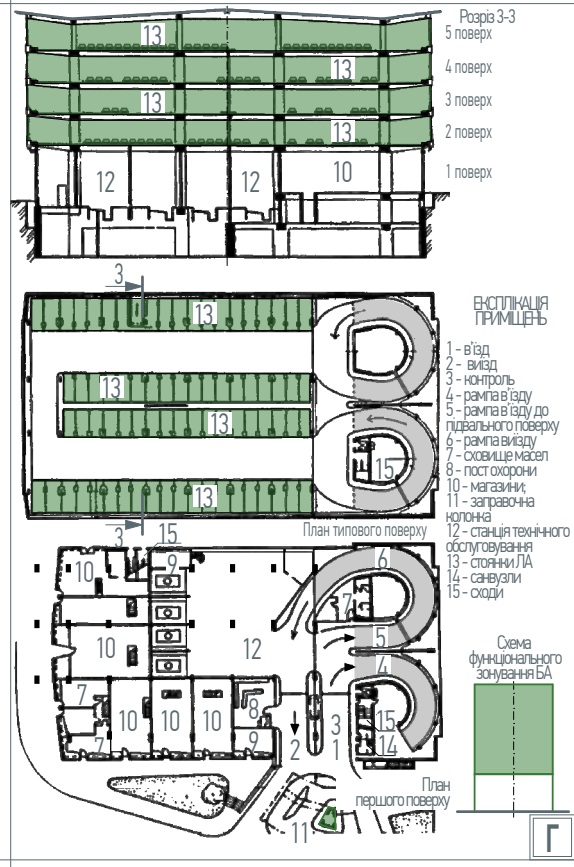 Розріз 3-3
13
5 поверх
13
4 поверх
13
3 поверх
13
2 поверх
12
12
10
1 поверх
3
13
13
13
13
15
3
План типового поверху
ЕКСПЛІКАЦІЯ
ПРИМІЩЕНЬ
1 - в'їзд
2 - виїзд
3 - контроль
4 - рампа в'їзду
5 - рампа в'їзду до
підвального поверху
6 - рампа виїзду
7 - сховище масел
8 - пост охорони
10 - магазини;
11 - заправочна
колонка
12 - станція технічного
обслуговування
13 - стоянки ЛА
14 - санвузли
15 - сходи
15
9
10
6
7
10
12
5
4
7
10
10
10
8
3
15
7
9
2
1
14
План
першого поверху
11
Схема
функціонального
зонування БА
Г